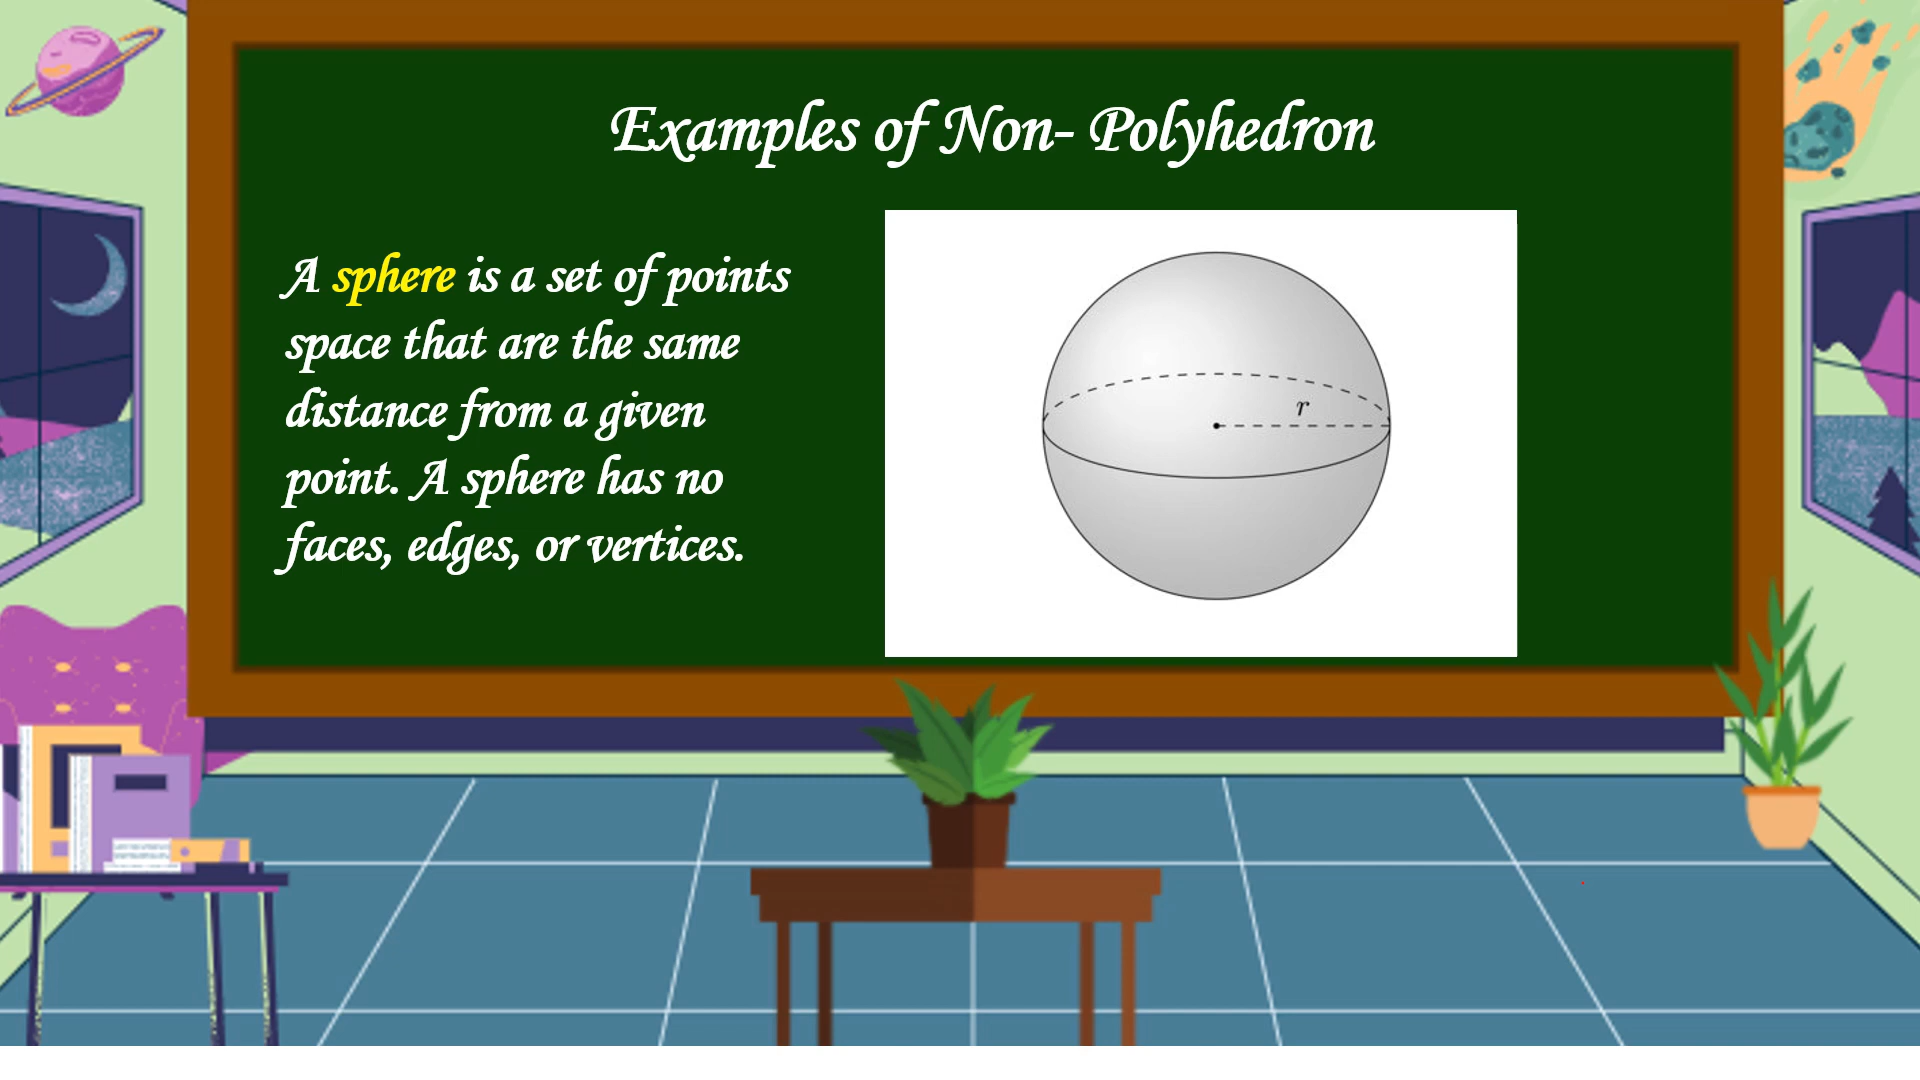 Examples of Non- Polyhedron
A sphere is a set of points
space that are the same
distance from a given
point. A sphere has no
faces, edges, or vertices.
r